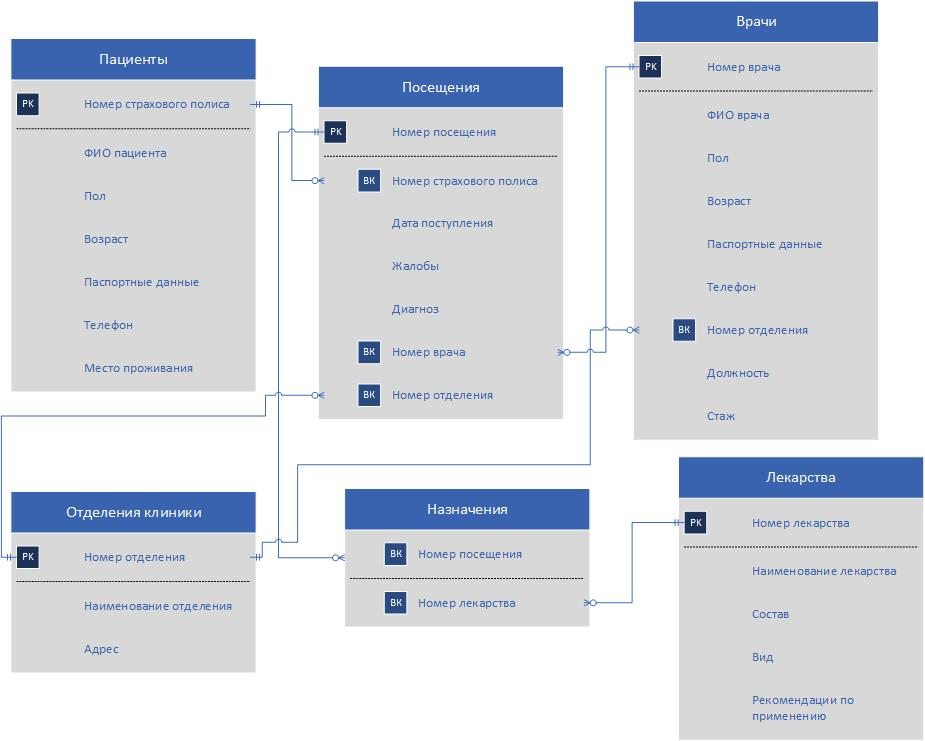 Пациенты
PK
Номер страхового полиса
ФИО пациента
Пол
Возраст
Паспортные данные
Телефон
Место проживания
Посещения
PK
Номер посещения
ВК
Номер страхового полиса
Дата поступления
Жалобы
Диагноз
ВК
Номер врача
ВК
Номер отделения
Врачи
PK
Номер врача
ФИО врача
Пол
Возраст
Паспортные данные
Телефон
ВК
Номер отделения
Должность
Стаж
Отделения клиники
PK
Номер отделения
Наименование отделения
Адрес
Назначения
ВК
Номер посещения
ВК
Номер лекарства
Лекарства
PK
Номер лекарства
Наименование лекарства
Состав
Вид
Рекомендации по
применению